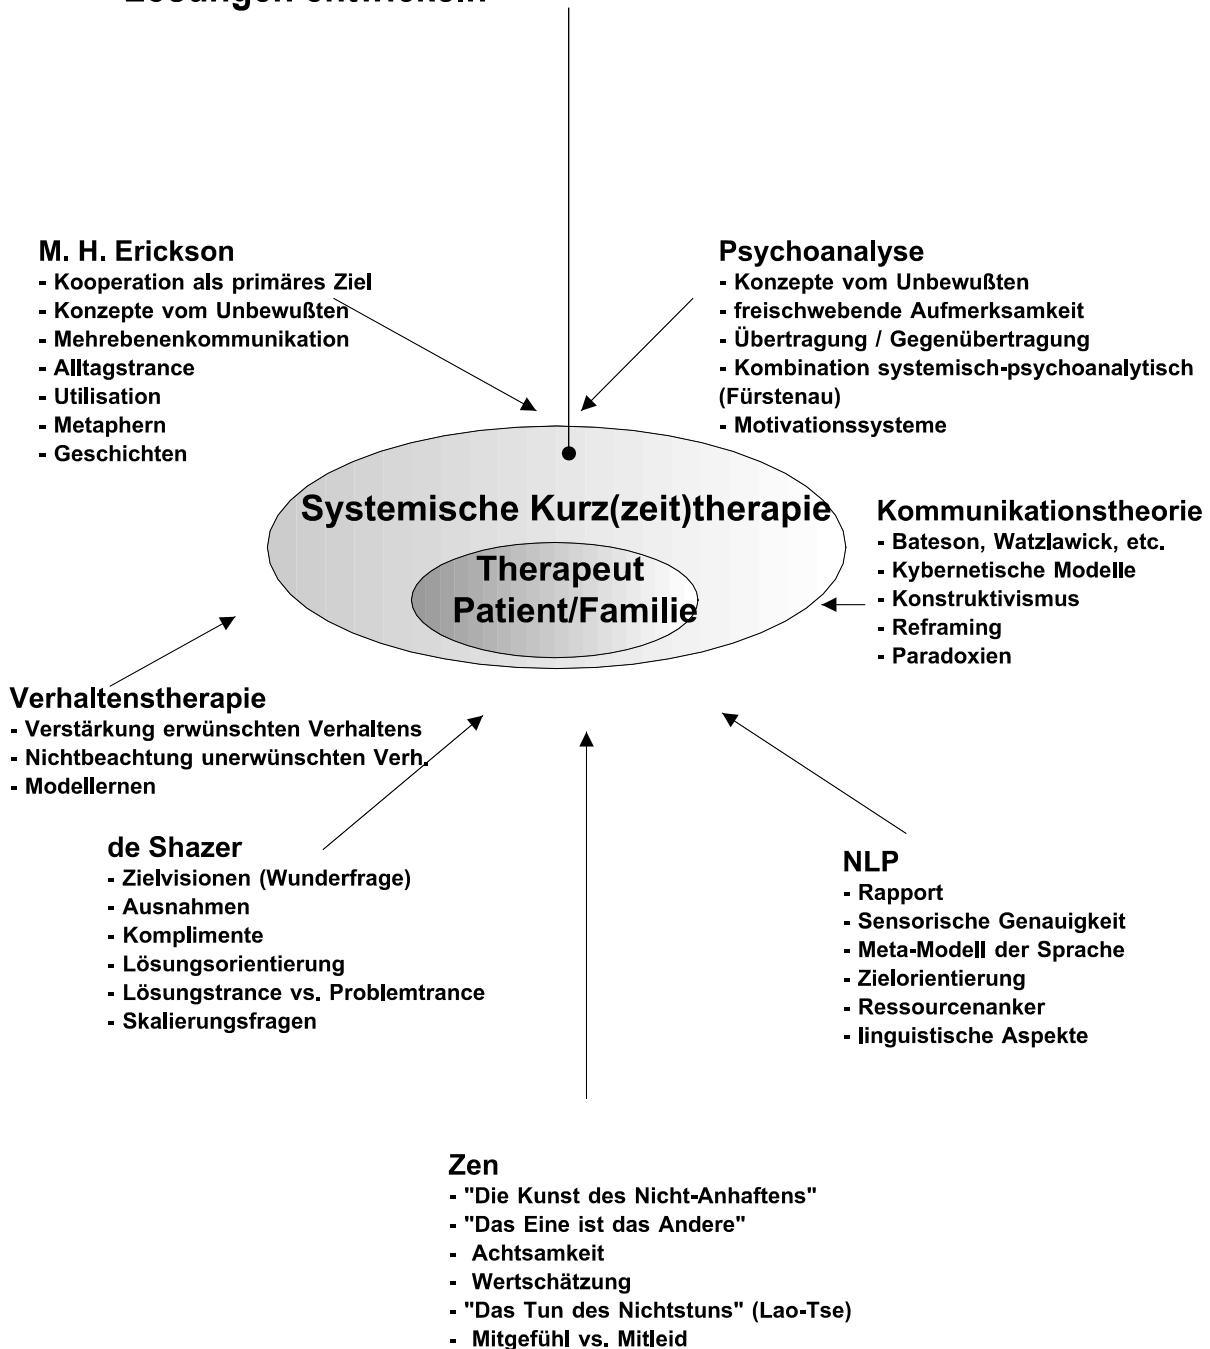 Lösungen entwickeln
M. H. Erickson
- Kooperation als primäres Ziel
- Konzepte vom Unbewußten
- Mehrebenenkommunikation
- Alltagstrance
- Utilisation
- Metaphern
- Geschichten
Psychoanalyse
- Konzepte vom Unbewußten
- freischwebende Aufmerksamkeit
- Übertragung / Gegenübertragung
- Kombination systemisch-psychoanalytisch
(Fürstenau)
- Motivationssysteme
Systemische Kurz(zeit)therapie
Therapeut
Patient/Familie
Kommunikationstheorie
- Bateson, Watzlawick, etc.
- Kybernetische Modelle
- Konstruktivismus
- Reframing
- Paradoxien
Verhaltenstherapie
- Verstärkung erwünschten Verhaltens
- Nichtbeachtung unerwünschten Verh.
- Modellernen
de Shazer
- Zielvisionen (Wunderfrage)
- Ausnahmen
- Komplimente
- Lösungsorientierung
- Lösungstrance vs. Problemtrance
- Skalierungsfragen
NLP
- Rapport
- Sensorische Genauigkeit
- Meta-Modell der Sprache
- Zielorientierung
- Ressourcenanker
- linguistische Aspekte
Zen
- "Die Kunst des Nicht-Anhaftens"
- "Das Eine ist das Andere"
- Achtsamkeit
- Wertschätzung
- "Das Tun des Nichtstuns" (Lao-Tse)
- Mitgefühl vs. Mitleid